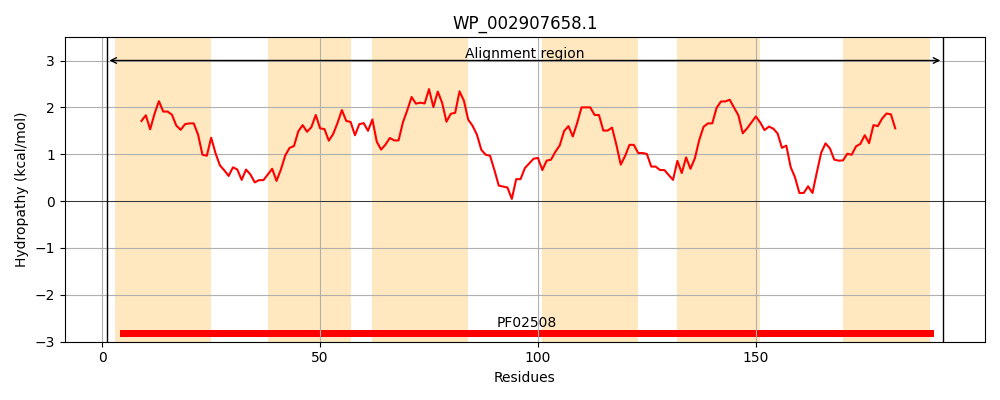 WP_002907658.1
Alignment region
3
2
1
0
−1
−2
−3
Hydropathy (kcal/mol)
PF02508
0
50
100
150
Residues